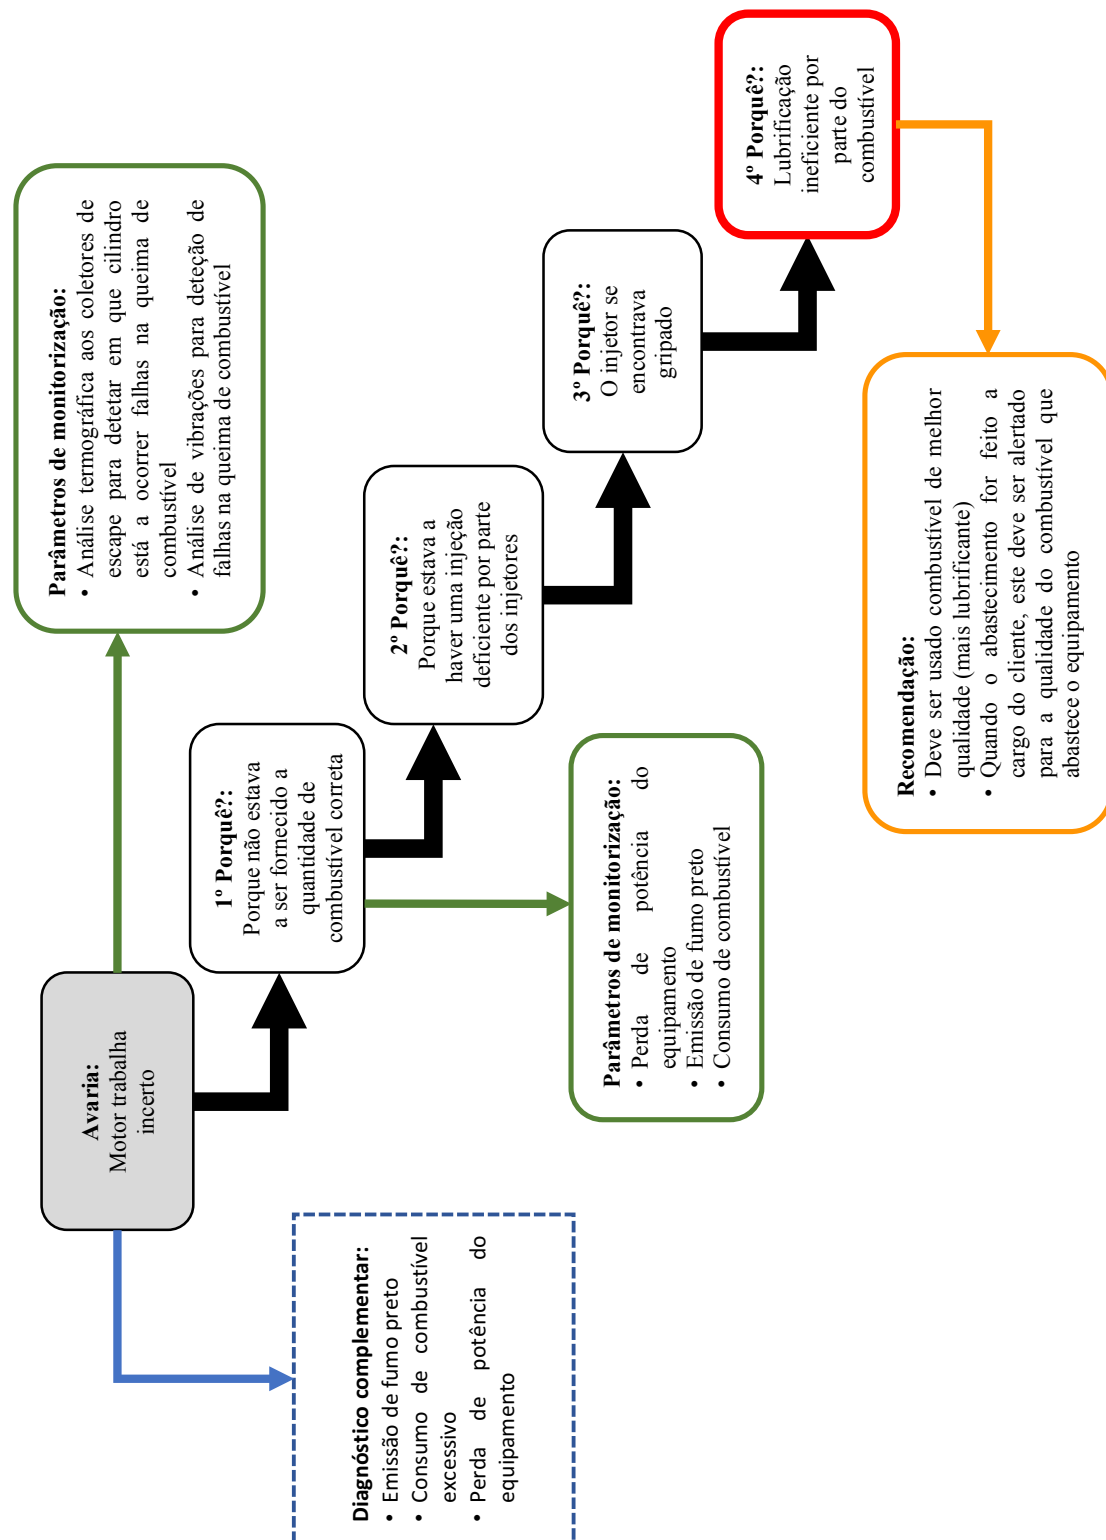 Avaria:
Motor trabalha
incerto
Parâmetros de monitorização:
• Análise termográfica aos coletores de
escape para detetar em que cilindro
está a ocorrer falhas na queima de
combustível
• Análise de vibrações para deteção de
falhas na queima de combustível
Diagnóstico complementar:
• Emissão de fumo preto
• Consumo de combustível
excessivo
• Perda de potência do
equipamento
1º Porquê?:
Porque não estava
a ser fornecido a
quantidade de
combustível correta
Parâmetros de monitorização:
• Perda de potência do
equipamento
• Emissão de fumo preto
• Consumo de combustível
2º Porquê?:
Porque estava a
haver uma injeção
deficiente por parte
dos injetores
3º Porquê?:
O injetor se
encontrava
gripado
4º Porquê?:
Lubrificação
ineficiente por
parte do
combustível
Recomendação:
• Deve ser usado combustível de melhor
qualidade (mais lubrificante)
• Quando o abastecimento for feito a
cargo do cliente, este deve ser alertado
para a qualidade do combustível que
abastece o equipamento